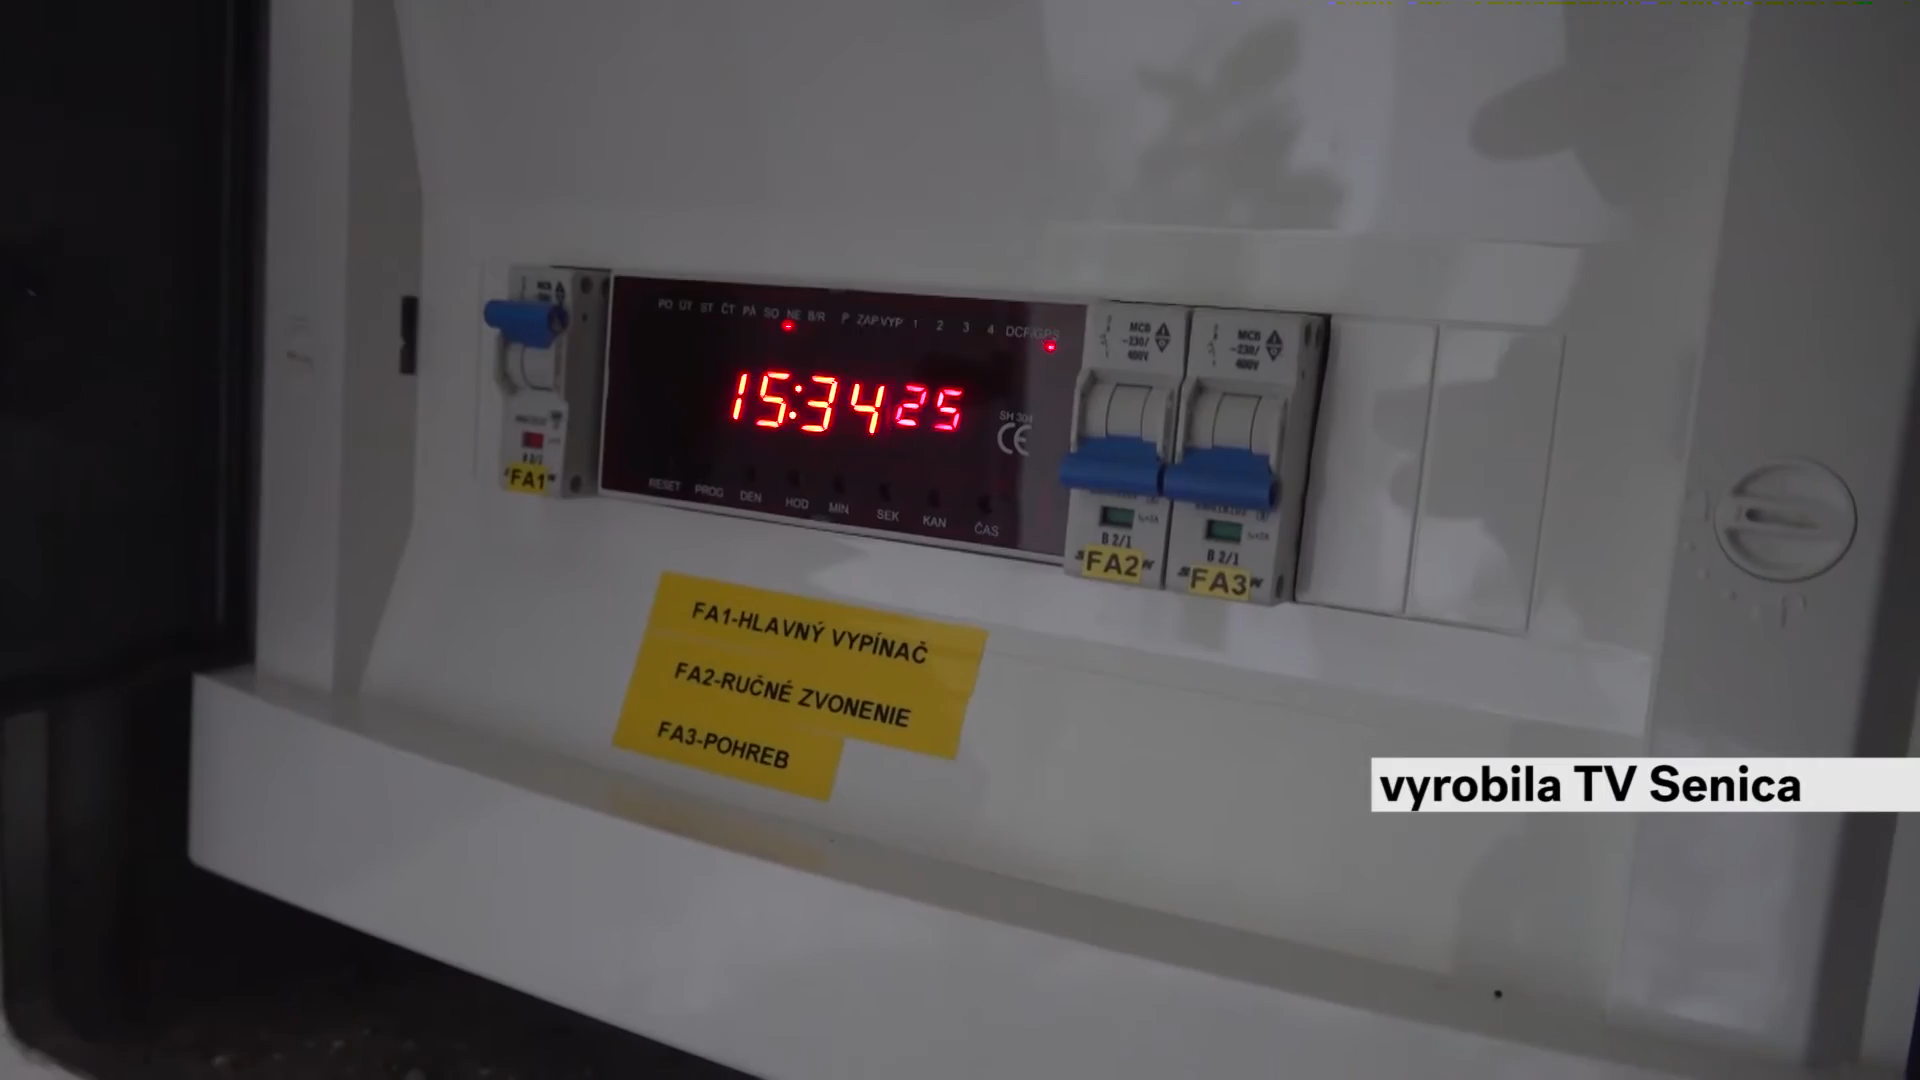 MCB
PO ÚT ST ČT PÁ SO NE B/R P ZAP VYP 1 2 3 4 DCF/GPS
15:34 25
SH 304
CE
RESET PROG DEN HOD MIN SEK KAN ČAS
FA1
MCB
~230/
400V
B 2/1
FA2
MCB
~230/
400V
B 2/1
FA3
FA1-HLAVNÝ VYPÍNAČ
FA2-RUČNÉ ZVONENIE
FA3-POHREB
vyrobila TV Senica